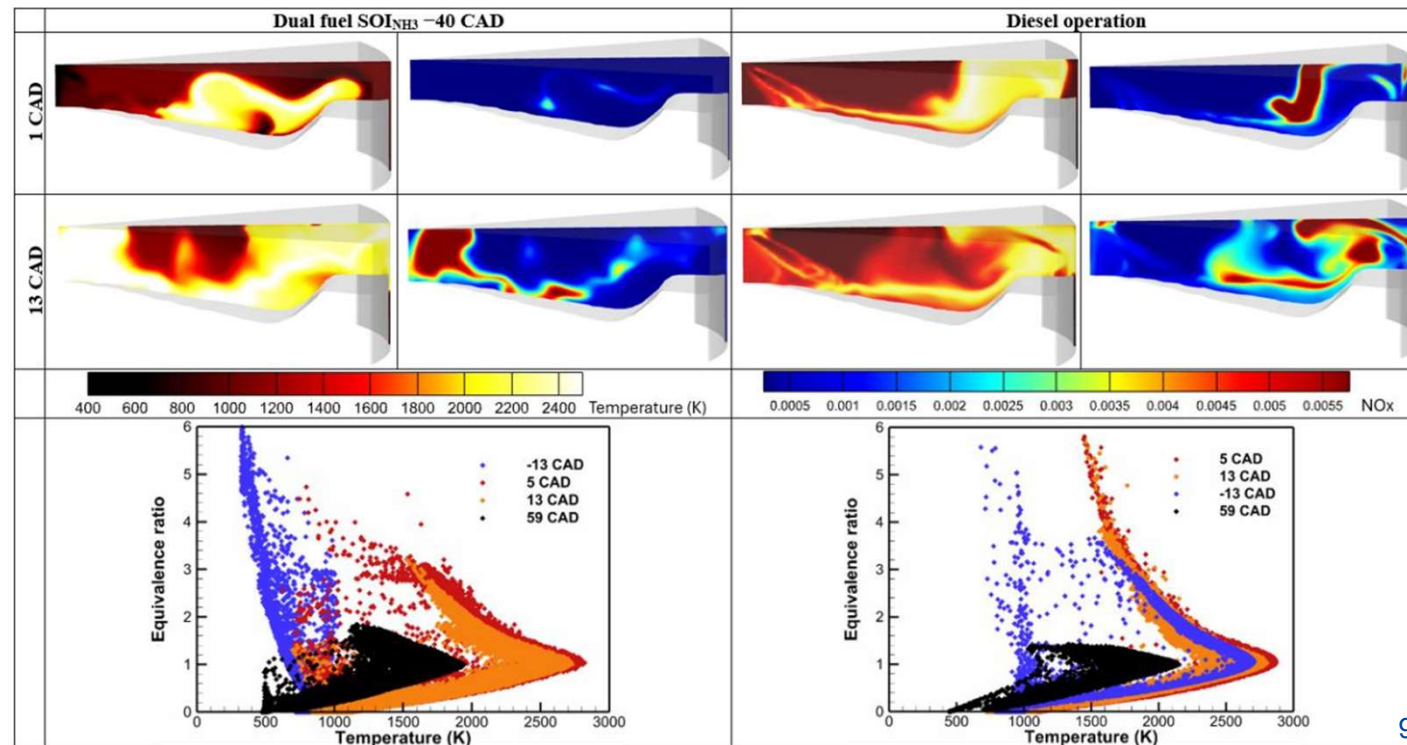 Dual fuel SOINH3 −40 CAD
Diesel operation
1 CAD
13 CAD
400 600 800 1000 1200 1400 1600 1800 2000 2200 2400 Temperature (K)
0.0005 0.001 0.0015 0.002 0.0025 0.003 0.0035 0.004 0.0045 0.005 0.0055 NOx
6
5
4
3
2
1
0
Equivalence ratio
-13 CAD
5 CAD
13 CAD
59 CAD
0 500 1000 1500 2000 2500 3000
Temperature (K)
6
5
4
3
2
1
0
Equivalence ratio
5 CAD
13 CAD
-13 CAD
59 CAD
0 500 1000 1500 2000 2500 3000
Temperature (K)
9